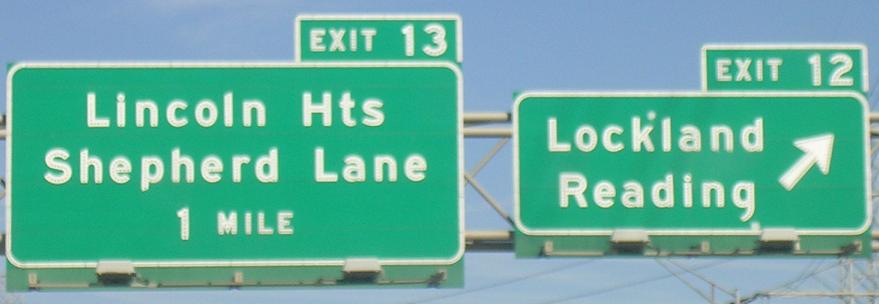 EXIT 13
Lincoln Hts
Shepherd Lane
1 MILE
EXIT 12
Lockland
Reading